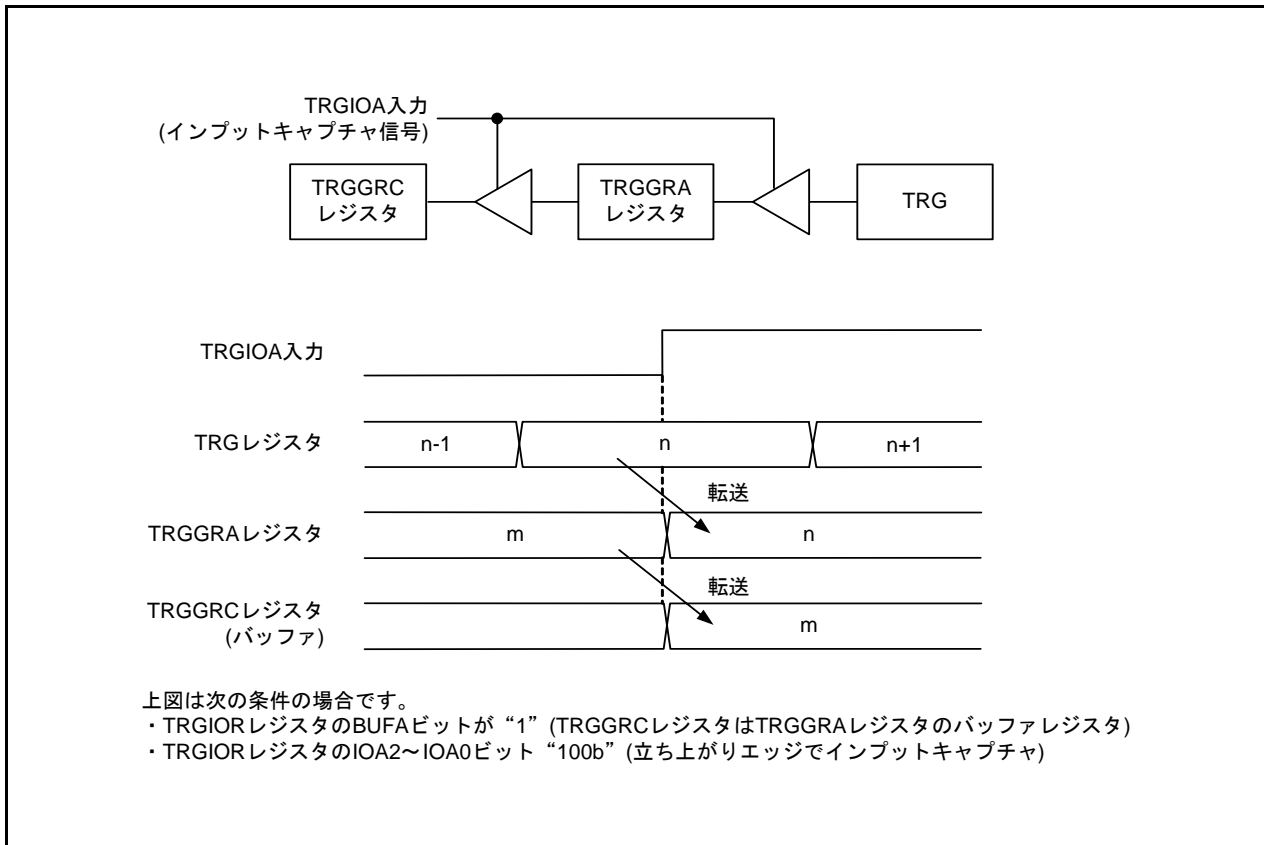 TRGIOA入力
(インプットキャプチャ信号)
TRGGRC
レジスタ
TRGGRA
レジスタ
TRG
TRGIOA入力
TRGレジスタ
n-1
n
n+1
転送
TRGGRAレジスタ
m
n
転送
TRGGRCレジスタ
(バッファ)
m
上図は次の条件の場合です。
・TRGIORレジスタのBUFAビットが“1” (TRGGRCレジスタはTRGGRAレジスタのバッファレジスタ)
・TRGIORレジスタのIOA2～IOA0ビット“100b” (立ち上がりエッジでインプットキャプチャ)